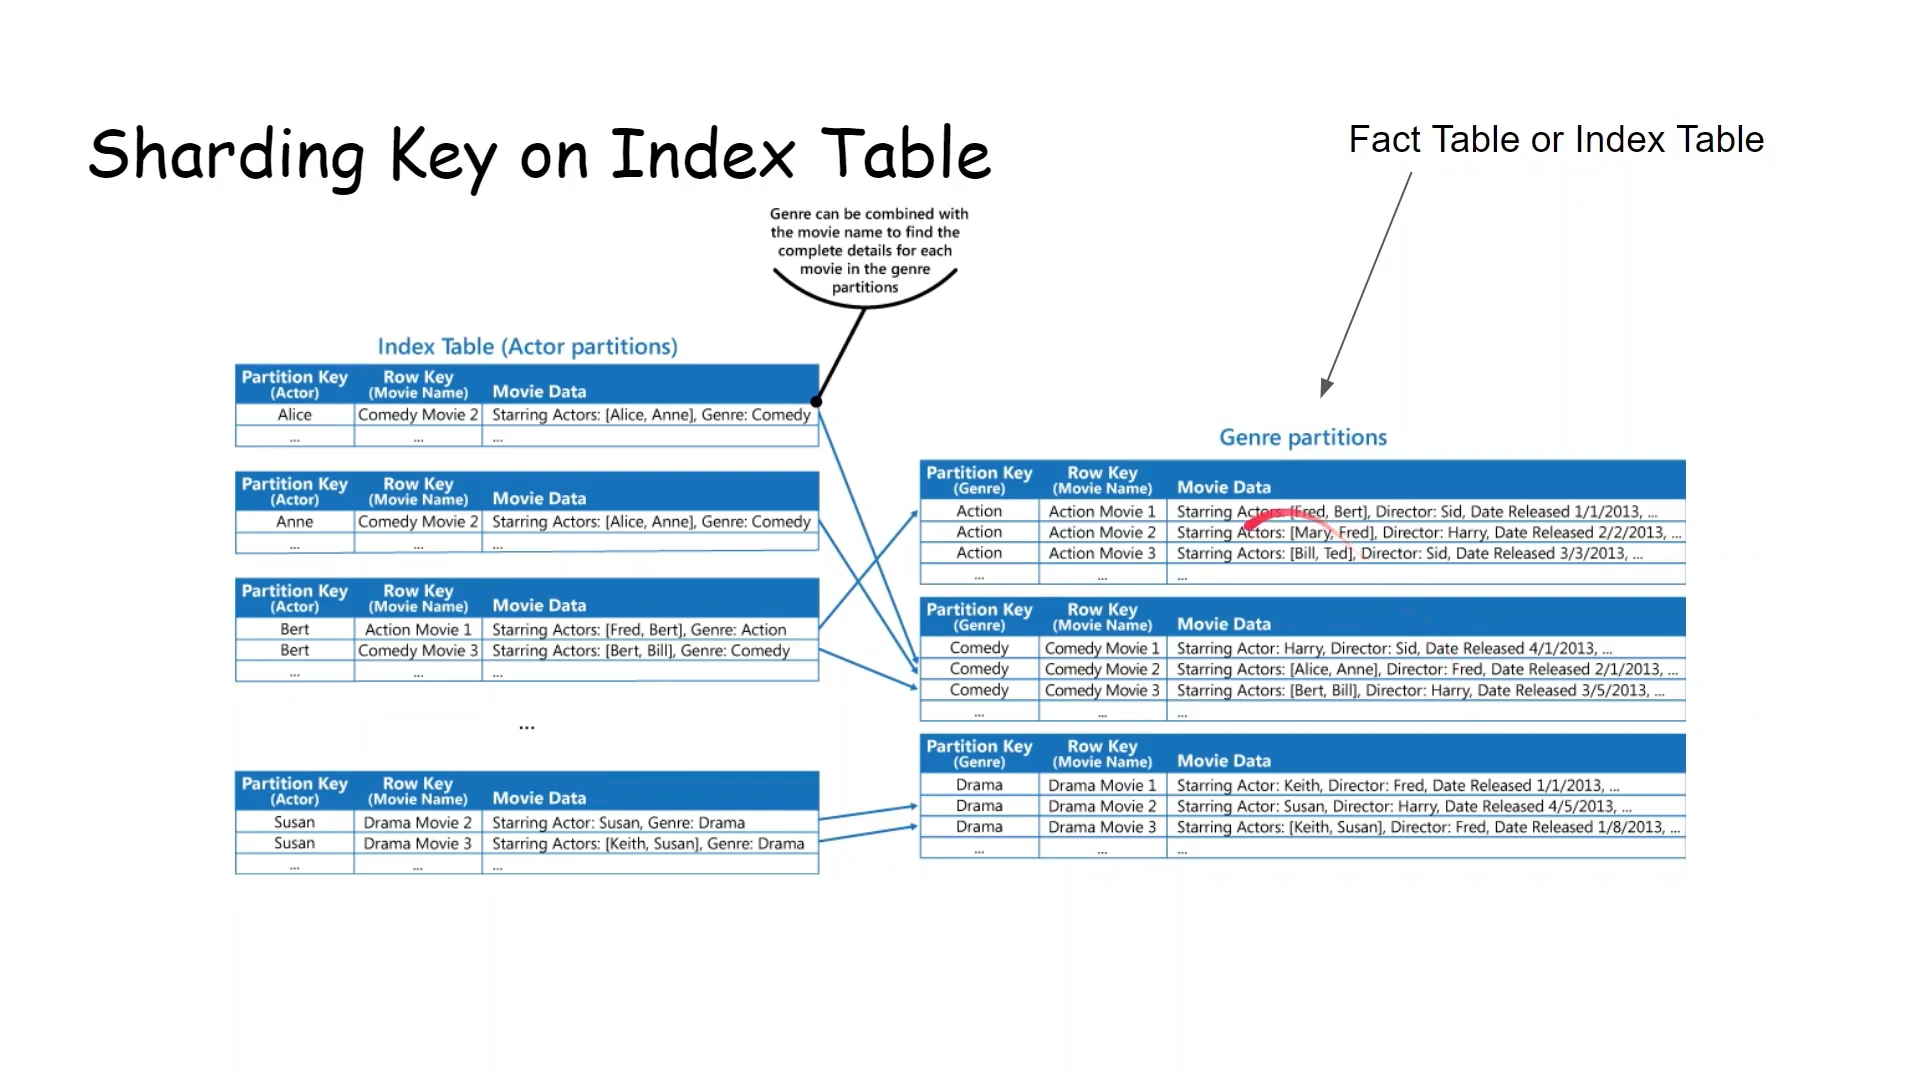 Sharding Key on Index Table
Fact Table or Index Table
Genre can be combined with
the movie name to find the
complete details for each
movie in the genre
partitions
Index Table (Actor partitions)
Partition Key Row Key Movie Data
(Actor) (Movie Name)
Alice Comedy Movie 2 Starring Actors: [Alice, Anne], Genre: Comedy
... ... ...
Partition Key Row Key Movie Data
(Actor) (Movie Name)
Anne Comedy Movie 2 Starring Actors: [Alice, Anne], Genre: Comedy
... ... ...
Partition Key Row Key Movie Data
(Actor) (Movie Name)
Bert Action Movie 1 Starring Actors: [Fred, Bert], Genre: Action
Bert Comedy Movie 3 Starring Actors: [Bert, Bill], Genre: Comedy
... ... ...
...
Partition Key Row Key Movie Data
(Actor) (Movie Name)
Susan Drama Movie 2 Starring Actor: Susan, Genre: Drama
Susan Drama Movie 3 Starring Actors: [Keith, Susan], Genre: Drama
... ... ...
Genre partitions
Partition Key Row Key Movie Data
(Genre) (Movie Name)
Action Action Movie 1 Starring Actors: [Fred, Bert], Director: Sid, Date Released 1/1/2013, ...
Action Action Movie 2 Starring Actors: [Mary, Fred], Director: Harry, Date Released 2/2/2013, ...
Action Action Movie 3 Starring Actors: [Bill, Ted], Director: Sid, Date Released 3/3/2013, ...
... ... ...
Partition Key Row Key Movie Data
(Genre) (Movie Name)
Comedy Comedy Movie 1 Starring Actor: Harry, Director: Sid, Date Released 4/1/2013, ...
Comedy Comedy Movie 2 Starring Actors: [Alice, Anne], Director: Fred, Date Released 2/1/2013, ...
Comedy Comedy Movie 3 Starring Actors: [Bert, Bill], Director: Harry, Date Released 3/5/2013, ...
... ... ...
Partition Key Row Key Movie Data
(Genre) (Movie Name)
Drama Drama Movie 1 Starring Actor: Keith, Director: Fred, Date Released 1/1/2013, ...
Drama Drama Movie 2 Starring Actor: Susan, Director: Harry, Date Released 4/5/2013, ...
Drama Drama Movie 3 Starring Actors: [Keith, Susan], Director: Fred, Date Released 1/8/2013, ...
... ... ...